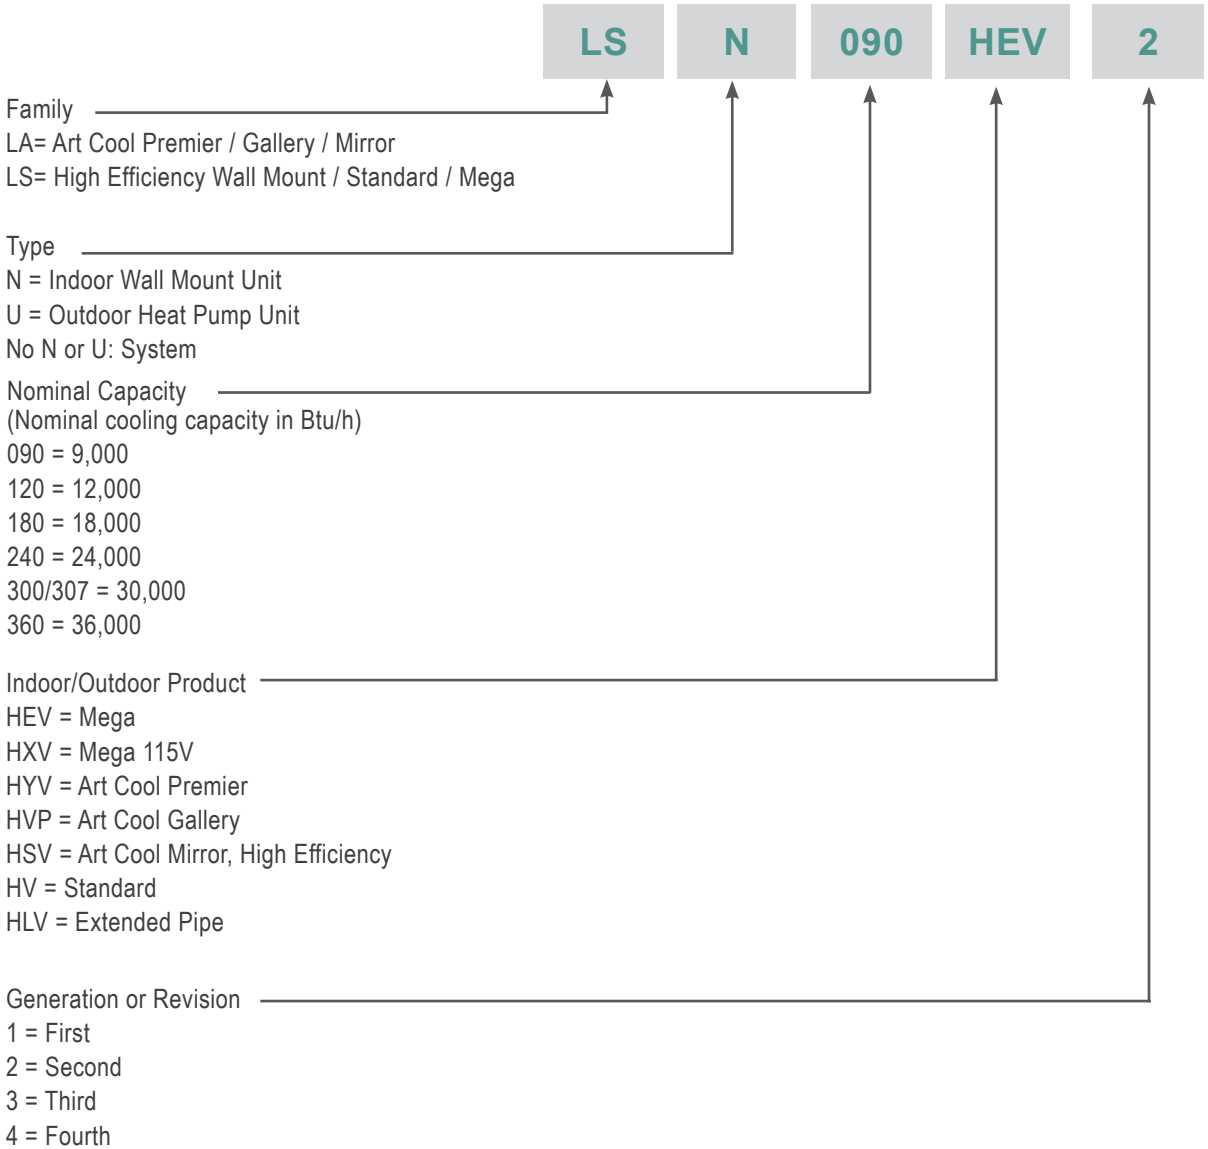 LS N 090 HEV 2
Family
LA= Art Cool Premier / Gallery / Mirror
LS= High Efficiency Wall Mount / Standard / Mega
Type
N = Indoor Wall Mount Unit
U = Outdoor Heat Pump Unit
No N or U: System
Nominal Capacity
(Nominal cooling capacity in Btu/h)
090 = 9,000
120 = 12,000
180 = 18,000
240 = 24,000
300/307 = 30,000
360 = 36,000
Indoor/Outdoor Product
HEV = Mega
HXV = Mega 115V
HYV = Art Cool Premier
HVP = Art Cool Gallery
HSV = Art Cool Mirror, High Efficiency
HV = Standard
HLV = Extended Pipe
Generation or Revision
1 = First
2 = Second
3 = Third
4 = Fourth